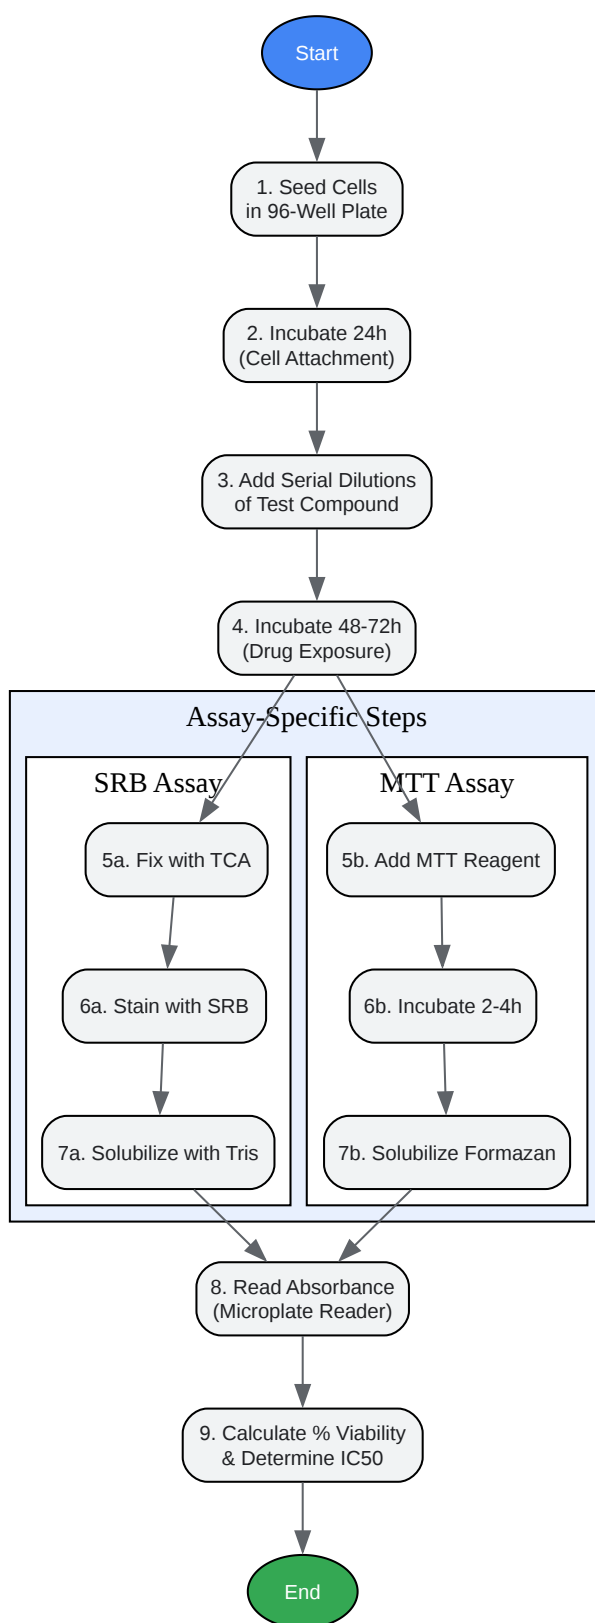 Start
1. Seed Cells
in 96-Well Plate
2. Incubate 24h
(Cell Attachment)
3. Add Serial Dilutions
of Test Compound
4. Incubate 48-72h
(Drug Exposure)
Assay-Specific Steps
SRB Assay
5a. Fix with TCA
6a. Stain with SRB
7a. Solubilize with Tris
MTT Assay
5b. Add MTT Reagent
6b. Incubate 2-4h
7b. Solubilize Formazan
8. Read Absorbance
(Microplate Reader)
9. Calculate % Viability
& Determine IC50
End